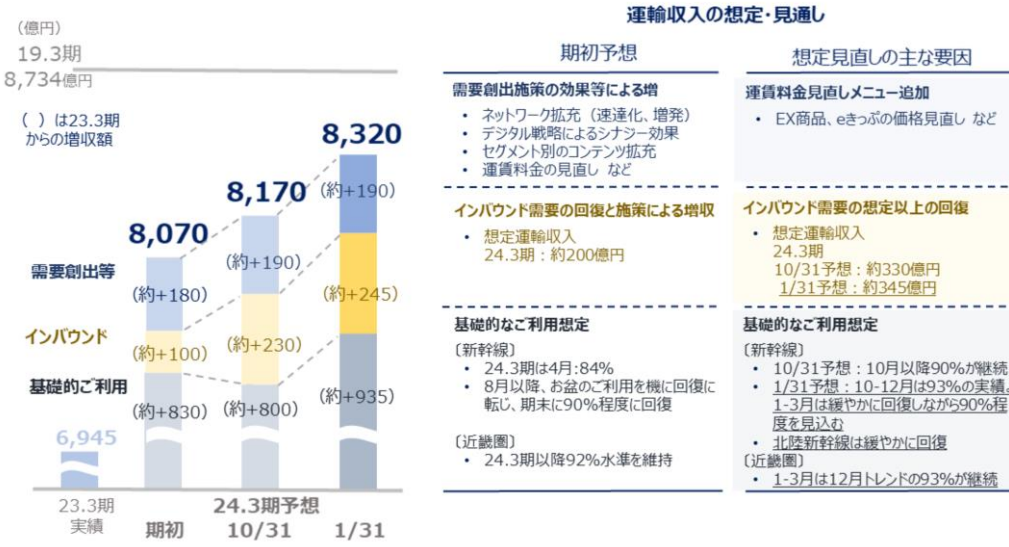 運輸収入の想定・見通し
（億円）
19.3期
8,734億円
（ ）は23.3期
からの増収額
8,320
8,170
8,070
(約+190)
(約+190)
(約+180)
需要創出等
(約+245)
(約+230)
(約+100)
インバウンド
(約+935)
(約+800)
(約+830)
基礎的ご利用
6,945
23.3期
実績
24.3期予想
期初
10/31
1/31
期初予想
需要創出施策の効果等による増
• ネットワーク拡充（速達化、増発）
• デジタル戦略によるシナジー効果
• セグメント別のコンテンツ拡充
• 運賃料金の見直し など
インバウンド需要の回復と施策による増収
• 想定運輸収入
24.3期：約200億円
基礎的なご利用想定
〔新幹線〕
• 24.3期は4月:84%
• 8月以降、お盆のご利用を機に回復に
転じ、期末に90%程度に回復
〔近畿圏〕
• 24.3期以降92%水準を維持
想定見直しの主な要因
運賃料金見直しメニュー追加
• EX商品、eきっぷの価格見直し など
インバウンド需要の想定以上の回復
• 想定運輸収入
24.3期
10/31予想：約330億円
1/31予想：約345億円
基礎的なご利用想定
〔新幹線〕
• 10/31予想：10月以降90%が継続
• 1/31予想：10-12月は93%の実績。
1-3月は緩やかに回復しながら90%程
度を見込む
• 北陸新幹線は緩やかに回復
〔近畿圏〕
• 1-3月は12月トレンドの93%が継続